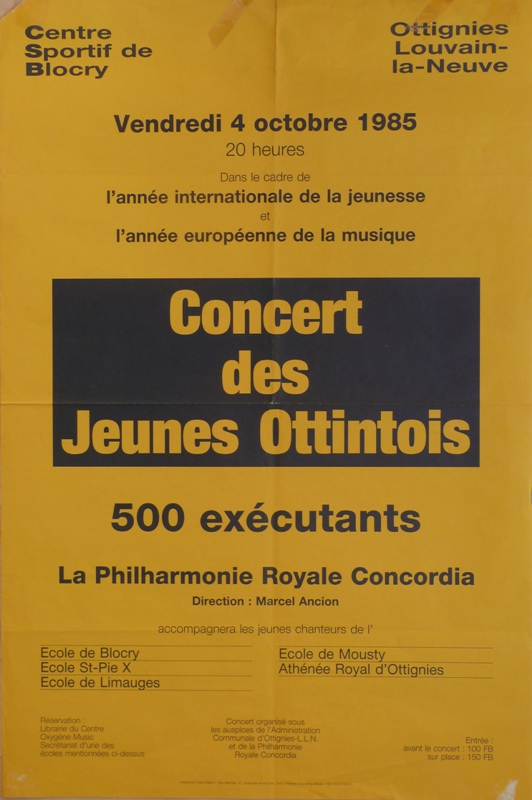 Centre
Sportif de
Blocry
Ottignies
Louvain-
la-Neuve
Vendredi 4 octobre 1985
20 heures
Dans le cadre de
l'année internationale de la jeunesse
et
l'année européenne de la musique
Concert
des
Jeunes Ottintois
500 exécutants
La Philharmonie Royale Concordia
Direction : Marcel Ancion
accompagnera les jeunes chanteurs de l'
Ecole de Blocry
Ecole St-Pie X
Ecole de Limauges
Ecole de Mousty
Athénée Royal d'Ottignies
Réservation :
Librairie du Centre
Oxygène Music
Secrétariat d'une des
écoles mentionnées ci-dessus
Concert organisé sous
les auspices de l'Administration
Communale d'Ottignies-L.L.N.
et de la Philharmonie
Royale Concordia
Entrée :
avant le concert : 100 FB
sur place : 150 FB